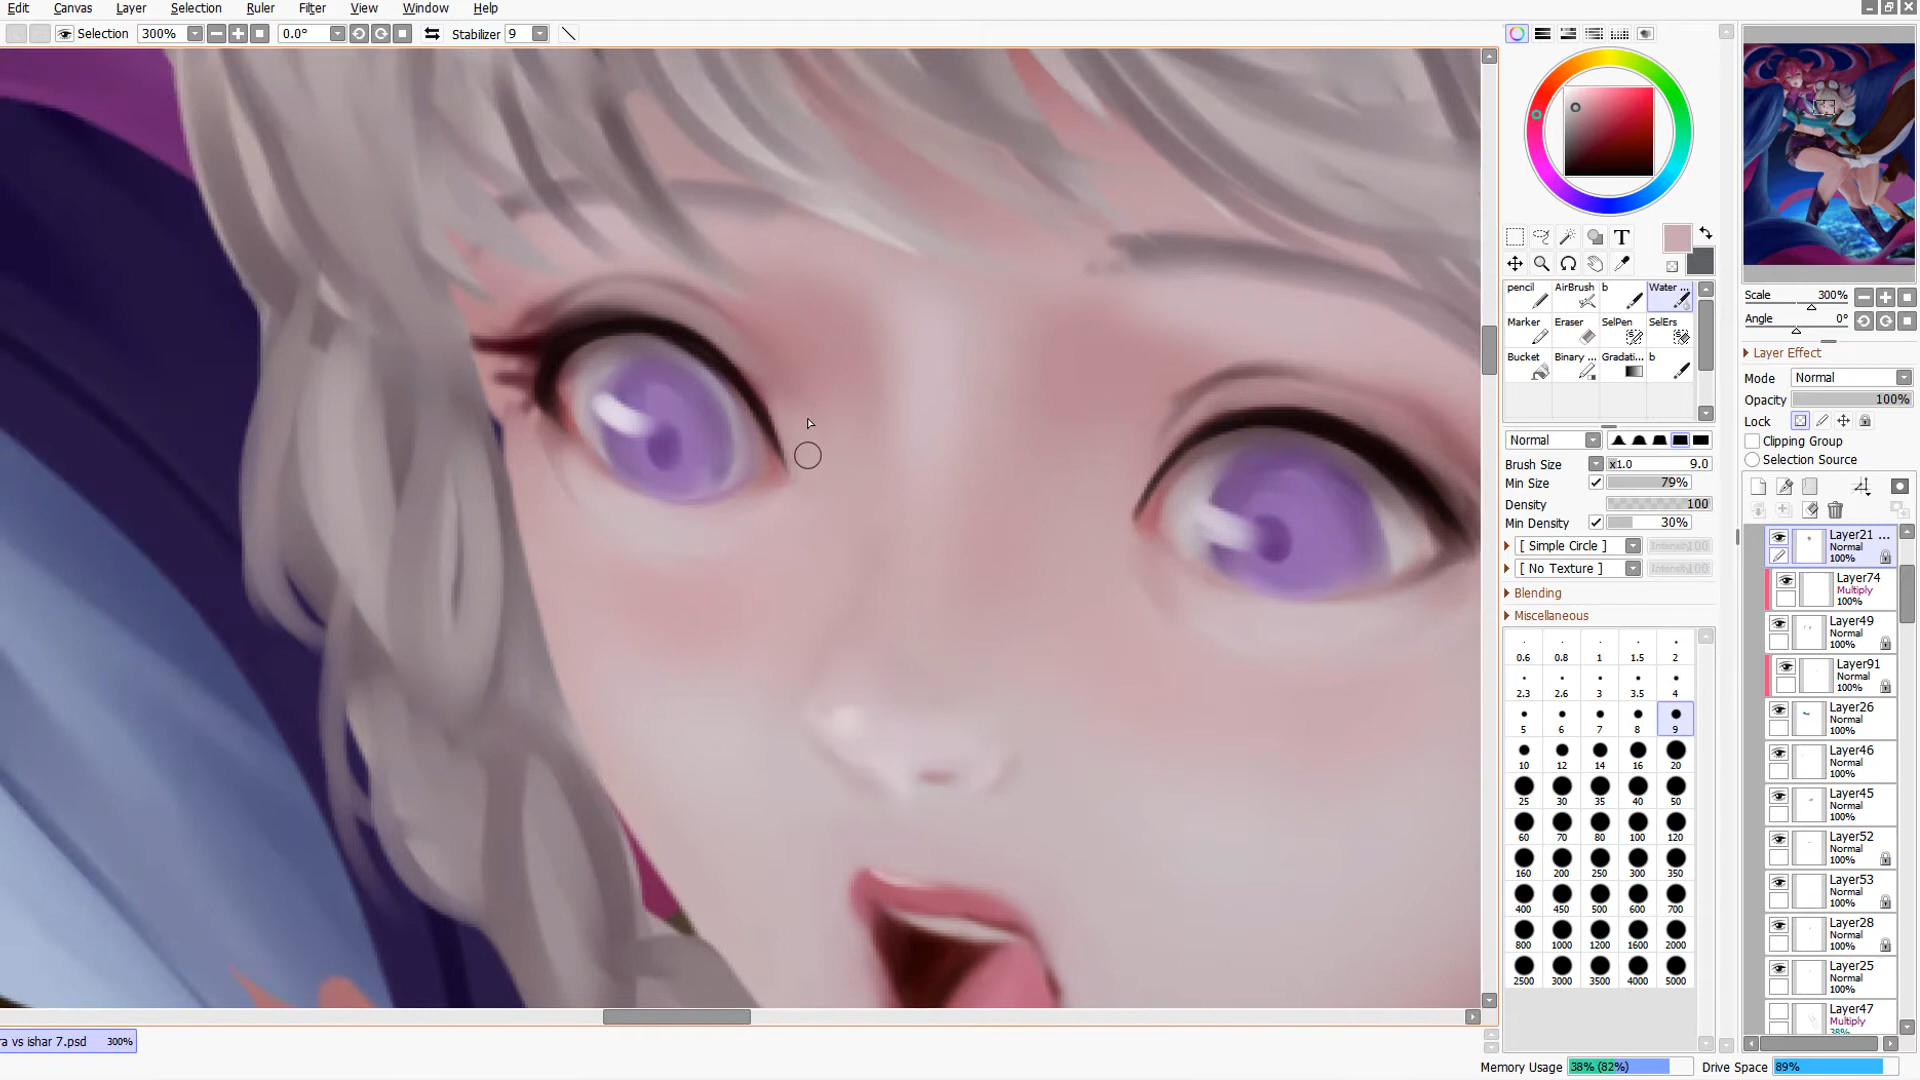 Edit Canvas Layer Selection Ruler Filter View Window Help
Selection 300% 0.0° Stabilizer 9
T
pencil AirBrush b Water ...
Marker Eraser SelPen SelErs
Bucket Binary ... Gradati... b
Normal
Brush Size x1.0 9.0
Min Size 79%
Density 100
Min Density 30%
[ Simple Circle ] Intensity 100
[ No Texture ] Intensity 100
Blending
Miscellaneous
0.6 0.8 1 1.5 2
2.3 2.6 3 3.5 4
5 6 7 8 9
10 12 14 16 20
25 30 35 40 50
60 70 80 100 120
160 200 250 300 350
400 450 500 600 700
800 1000 1200 1600 2000
2500 3000 3500 4000 5000
Scale 300%
Angle 0°
Layer Effect
Mode Normal
Opacity 100%
Lock
Clipping Group
Selection Source
Layer21 ...
Normal
100%
Layer74
Multiply
100%
Layer49
Normal
100%
Layer91
Normal
100%
Layer26
Normal
100%
Layer46
Normal
100%
Layer45
Normal
100%
Layer52
Normal
100%
Layer53
Normal
100%
Layer28
Normal
100%
Layer25
Normal
100%
Layer47
Multiply
38%
ra vs ishar 7.psd 300%
Memory Usage 38% (82%) Drive Space 89%